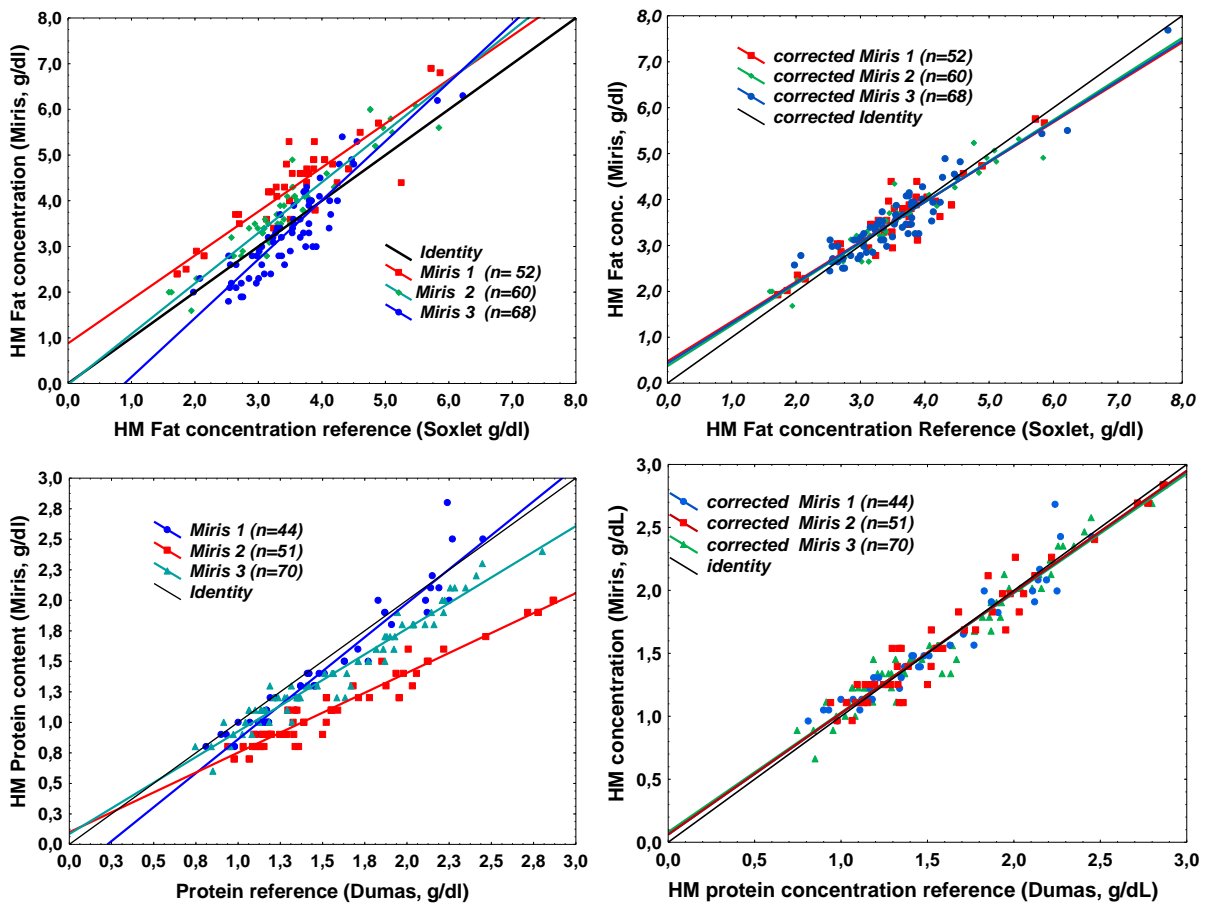 HM Fat concentration (Miris, g/dl)
8,0
7,0
6,0
5,0
4,0
3,0
2,0
1,0
0,0
Identity
Miris 1 (n= 52)
Miris 2 (n=60)
Miris 3 (n=68)
0,0 1,0 2,0 3,0 4,0 5,0 6,0 7,0 8,0
HM Fat concentration reference (Soxlet g/dl)
HM Fat conc. (Miris, g/dl)
8,0
7,0
6,0
5,0
4,0
3,0
2,0
1,0
0,0
corrected Miris 1 (n=52)
corrected Miris 2 (n=60)
corrected Miris 3 (n=68)
corrected Identity
0,0 1,0 2,0 3,0 4,0 5,0 6,0 7,0 8,0
HM Fat concentration Reference (Soxlet, g/dl)
HM Protein content (Miris, g/dl)
3,0
2,8
2,5
2,3
2,0
1,8
1,5
1,3
1,0
0,8
0,5
0,3
0,0
Miris 1 (n=44)
Miris 2 (n=51)
Miris 3 (n=70)
Identity
0,0 0,3 0,5 0,8 1,0 1,3 1,5 1,8 2,0 2,3 2,5 2,8 3,0
Protein reference (Dumas, g/dl)
HM concentration (Miris, g/dL)
3,0
2,5
2,0
1,5
1,0
0,5
0,0
corrected Miris 1 (n=44)
corrected Miris 2 (n=51)
corrected Miris 3 (n=70)
identity
0,0 0,5 1,0 1,5 2,0 2,5 3,0
HM protein concentration reference (Dumas, g/dL)